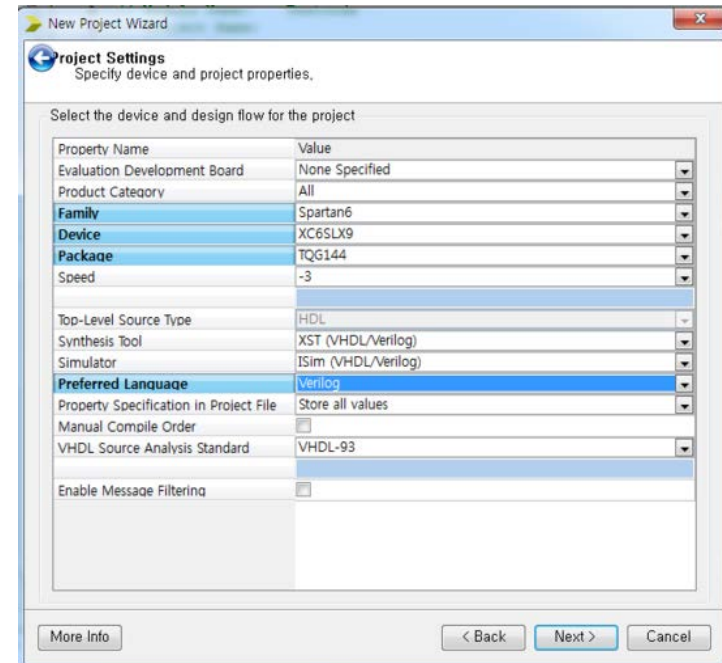 New Project Wizard
Project Settings
Specify device and project properties.
Select the device and design flow for the project
Property Name Value
Evaluation Development Board None Specified
Product Category All
Family Spartan6
Device XC6SLX9
Package TQG144
Speed -3
Top-Level Source Type HDL
Synthesis Tool XST (VHDL/Verilog)
Simulator ISim (VHDL/Verilog)
Preferred Language Verilog
Property Specification in Project File Store all values
Manual Compile Order
VHDL Source Analysis Standard VHDL-93
Enable Message Filtering
More Info < Back Next > Cancel